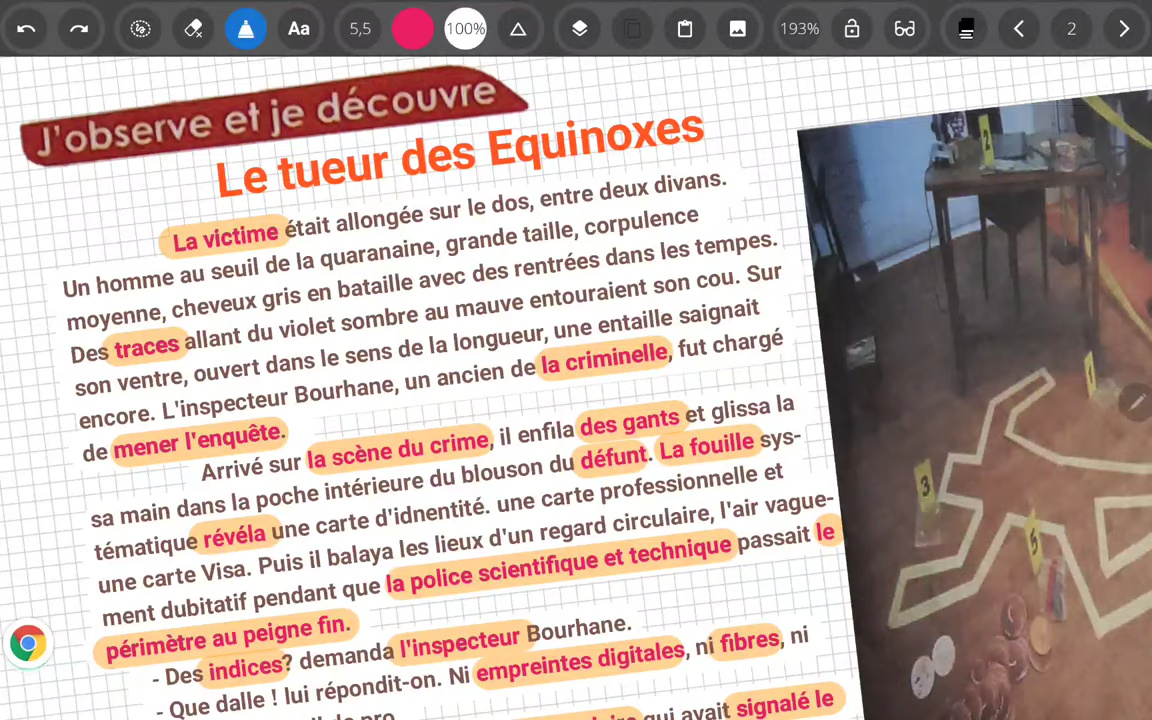 5,5 100% 193% 2
Aa
J'observe et je découvre
Le tueur des Equinoxes
La victime était allongée sur le dos, entre deux divans.
Un homme au seuil de la quaranaine, grande taille, corpulence
moyenne, cheveux gris en bataille avec des rentrées dans les tempes.
Des traces allant du violet sombre au mauve entouraient son cou. Sur
son ventre, ouvert dans le sens de la longueur, une entaille saignait
encore. L'inspecteur Bourhane, un ancien de la criminelle, fut chargé
de mener l'enquête.
Arrivé sur la scène du crime, il enfila des gants et glissa la
sa main dans la poche intérieure du blouson du défunt. La fouille sys-
tématique révéla une carte d'idnentité. une carte professionnelle et
une carte Visa. Puis il balaya les lieux d'un regard circulaire, l'air vague-
ment dubitatif pendant que la police scientifique et technique passait le
périmètre au peigne fin.
- Des indices? demanda l'inspecteur Bourhane.
- Que dalle ! lui répondit-on. Ni empreintes digitales, ni fibres, ni
qui avait signalé le
2
1
3
5